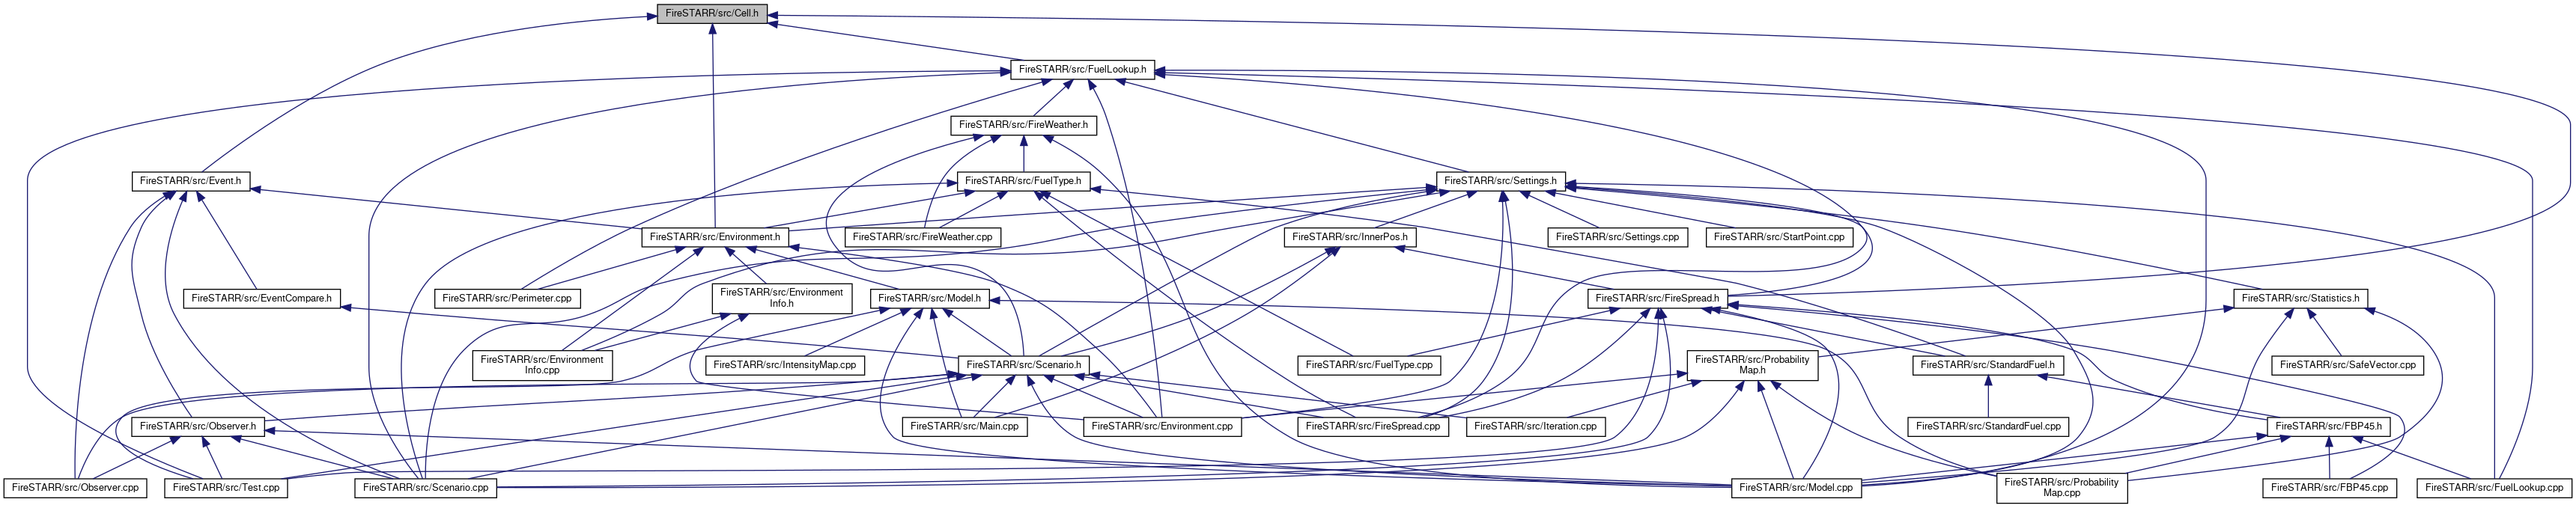 FireSTARR/src/Cell.h
FireSTARR/src/FuelLookup.h
FireSTARR/src/FireWeather.h
FireSTARR/src/Event.h
FireSTARR/src/FuelType.h
FireSTARR/src/Settings.h
FireSTARR/src/Environment.h
FireSTARR/src/FireWeather.cpp
FireSTARR/src/InnerPos.h
FireSTARR/src/Settings.cpp
FireSTARR/src/StartPoint.cpp
FireSTARR/src/EventCompare.h
FireSTARR/src/Perimeter.cpp
FireSTARR/src/Environment
Info.h
FireSTARR/src/Model.h
FireSTARR/src/FireSpread.h
FireSTARR/src/Statistics.h
FireSTARR/src/Environment
Info.cpp
FireSTARR/src/IntensityMap.cpp
FireSTARR/src/Scenario.h
FireSTARR/src/FuelType.cpp
FireSTARR/src/Probability
Map.h
FireSTARR/src/StandardFuel.h
FireSTARR/src/SafeVector.cpp
FireSTARR/src/Observer.h
FireSTARR/src/Main.cpp
FireSTARR/src/Environment.cpp
FireSTARR/src/FireSpread.cpp
FireSTARR/src/Iteration.cpp
FireSTARR/src/StandardFuel.cpp
FireSTARR/src/FBP45.h
FireSTARR/src/Observer.cpp
FireSTARR/src/Test.cpp
FireSTARR/src/Scenario.cpp
FireSTARR/src/Model.cpp
FireSTARR/src/Probability
Map.cpp
FireSTARR/src/FBP45.cpp
FireSTARR/src/FuelLookup.cpp